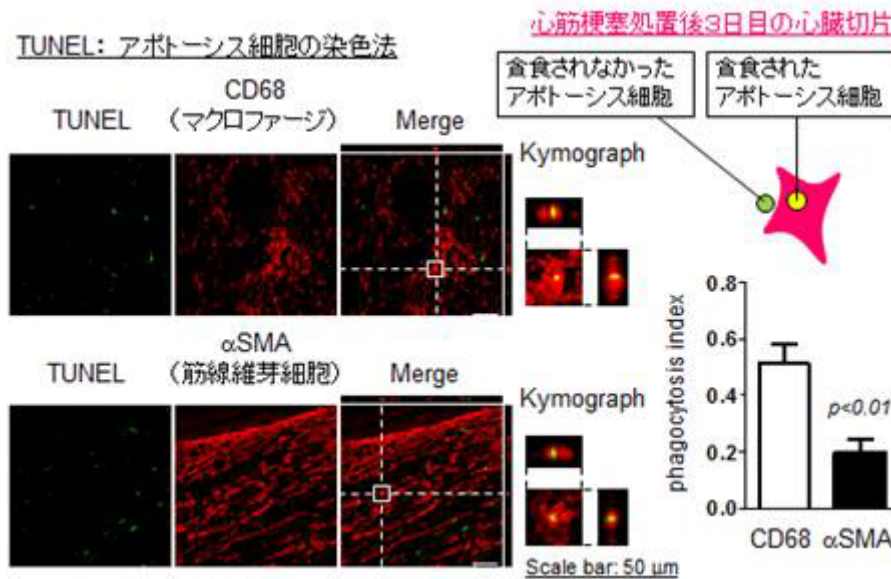 心筋梗塞処置後3日目の心臓切片
TUNEL: アポトーシス細胞の染色法
貪食されなかった
アポトーシス細胞
貪食された
アポトーシス細胞
TUNEL
CD68
(マクロファージ)
Merge
Kymograph
TUNEL
αSMA
(筋線維芽細胞)
Merge
Kymograph
Scale bar: 50 μm
phagocytosis index
0.8
0.6
0.4
0.2
0.0
p<0.01
CD68
αSMA